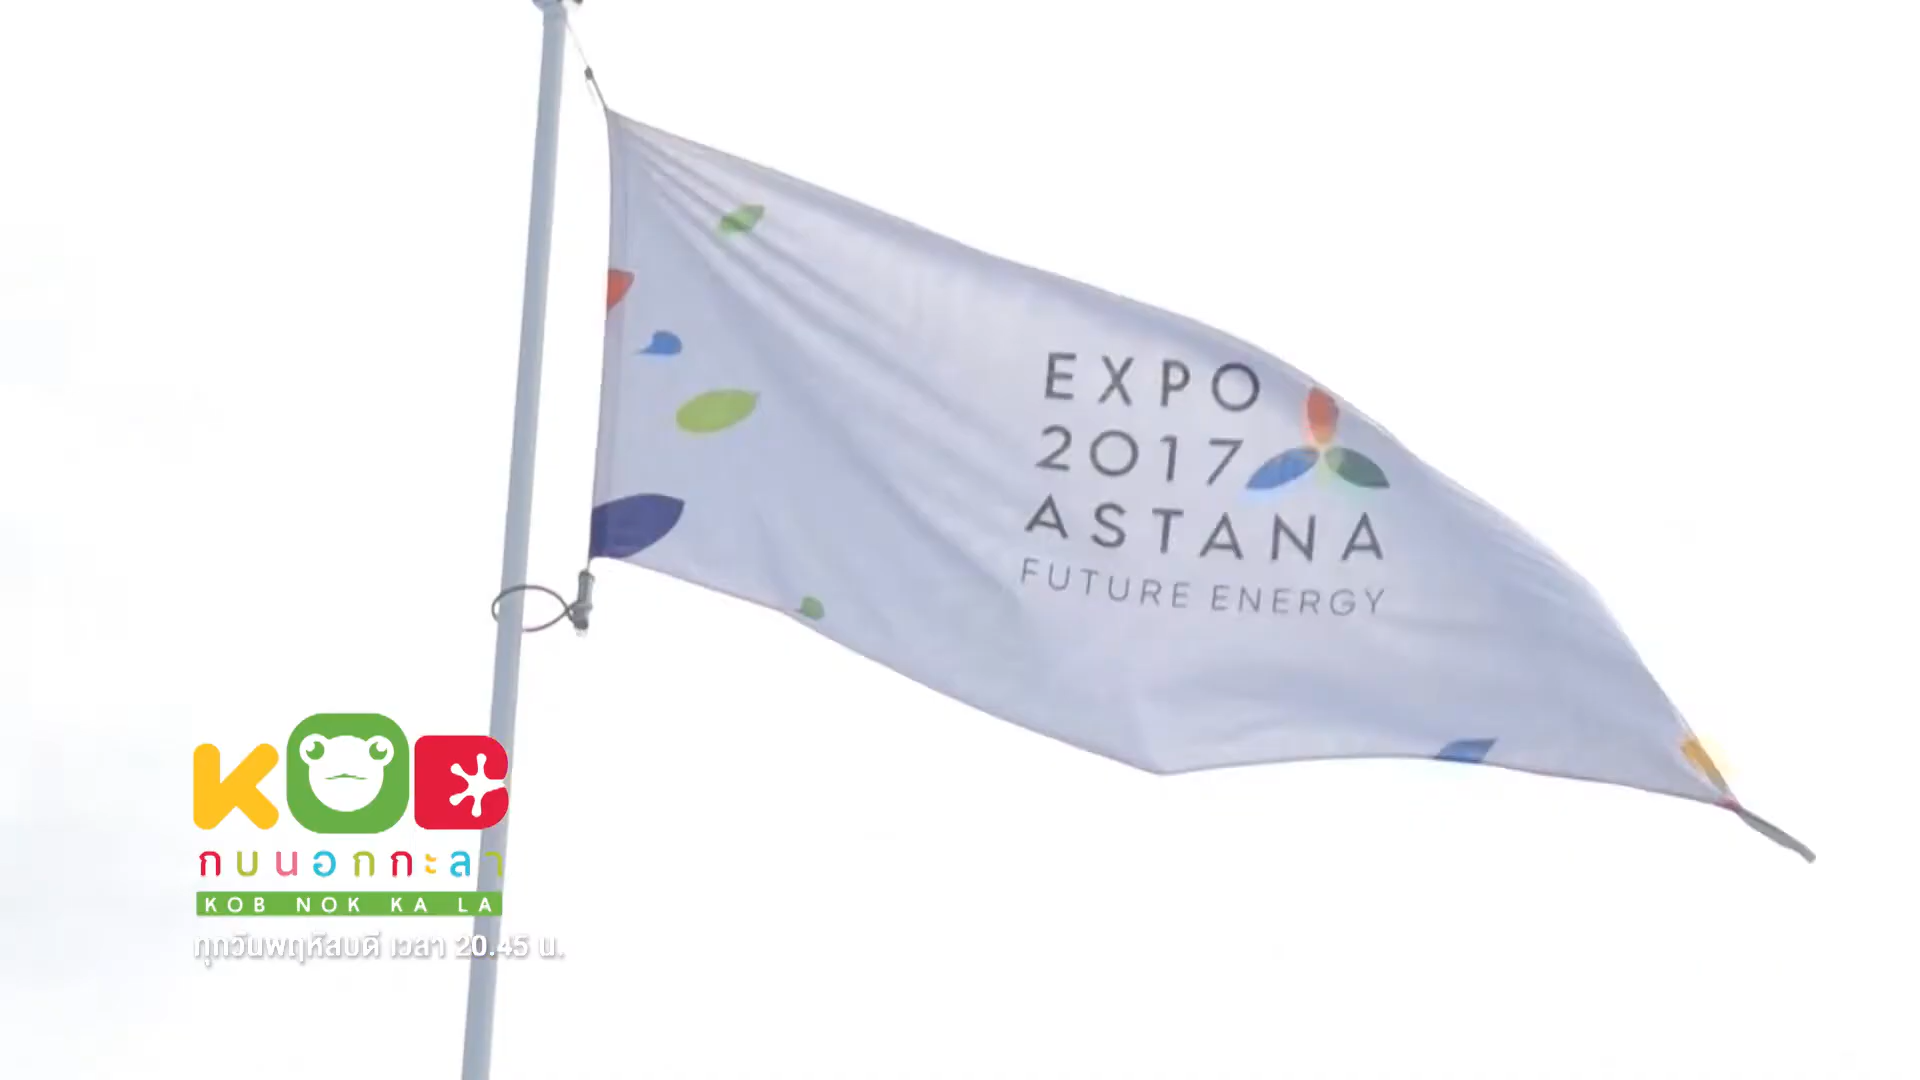 EXPO
2017
ASTANA
FUTURE ENERGY
KOB
กบนอกกะลา
KOB NOK KA LA
ทุกวันพฤหัสบดี เวลา 20.45 น.